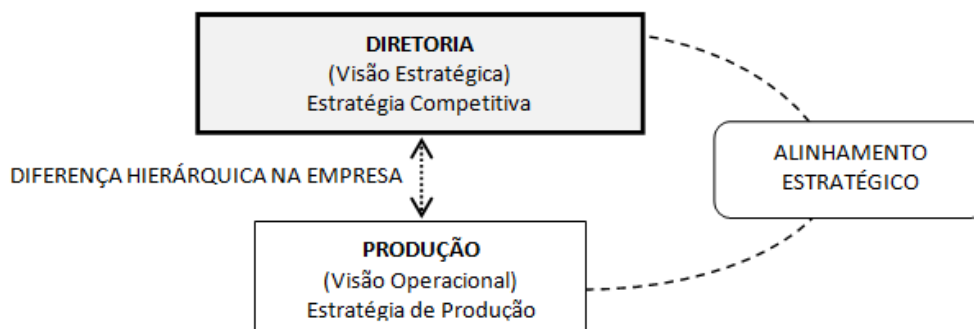 DIRETORIA
(Visão Estratégica)
Estratégia Competitiva
DIFERENÇA HIERÁRQUICA NA EMPRESA
ALINHAMENTO
ESTRATÉGICO
PRODUÇÃO
(Visão Operacional)
Estratégia de Produção